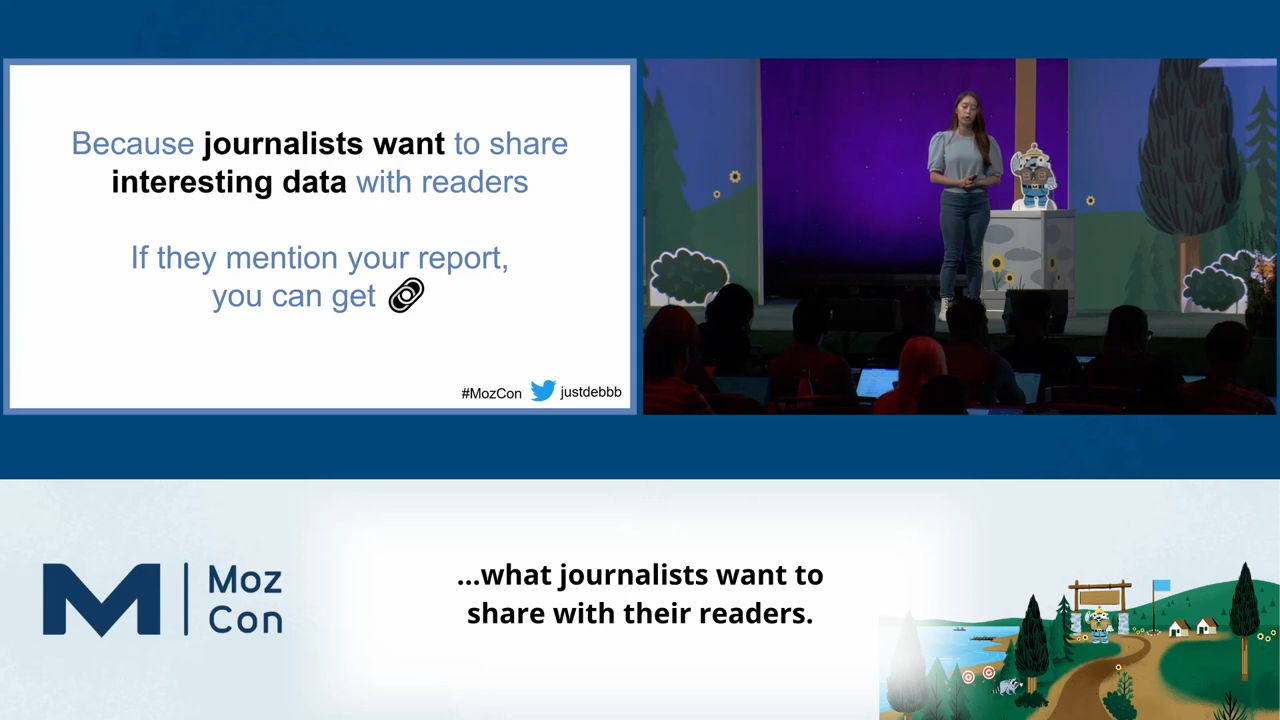 Because journalists want to share
interesting data with readers
If they mention your report,
you can get
#MozCon justdebbb
Moz
Con
...what journalists want to
share with their readers.